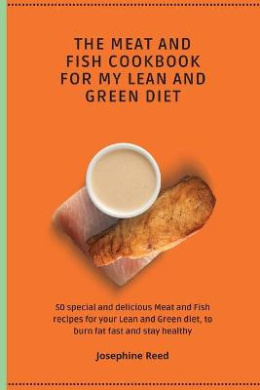 THE MEAT AND
FISH COOKBOOK
FOR MY LEAN AND
GREEN DIET
50 special and delicious Meat and Fish
recipes for your Lean and Green diet, to
burn fat fast and stay healthy
Josephine Reed